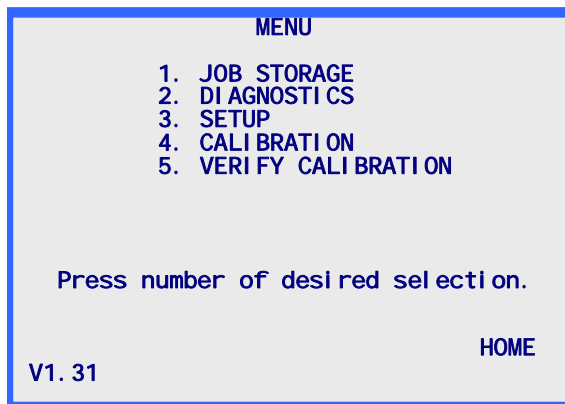 MENU
1. JOB STORAGE
2. DIAGNOSTICS
3. SETUP
4. CALIBRATION
5. VERIFY CALIBRATION
Press number of desired selection.
HOME
V1.31